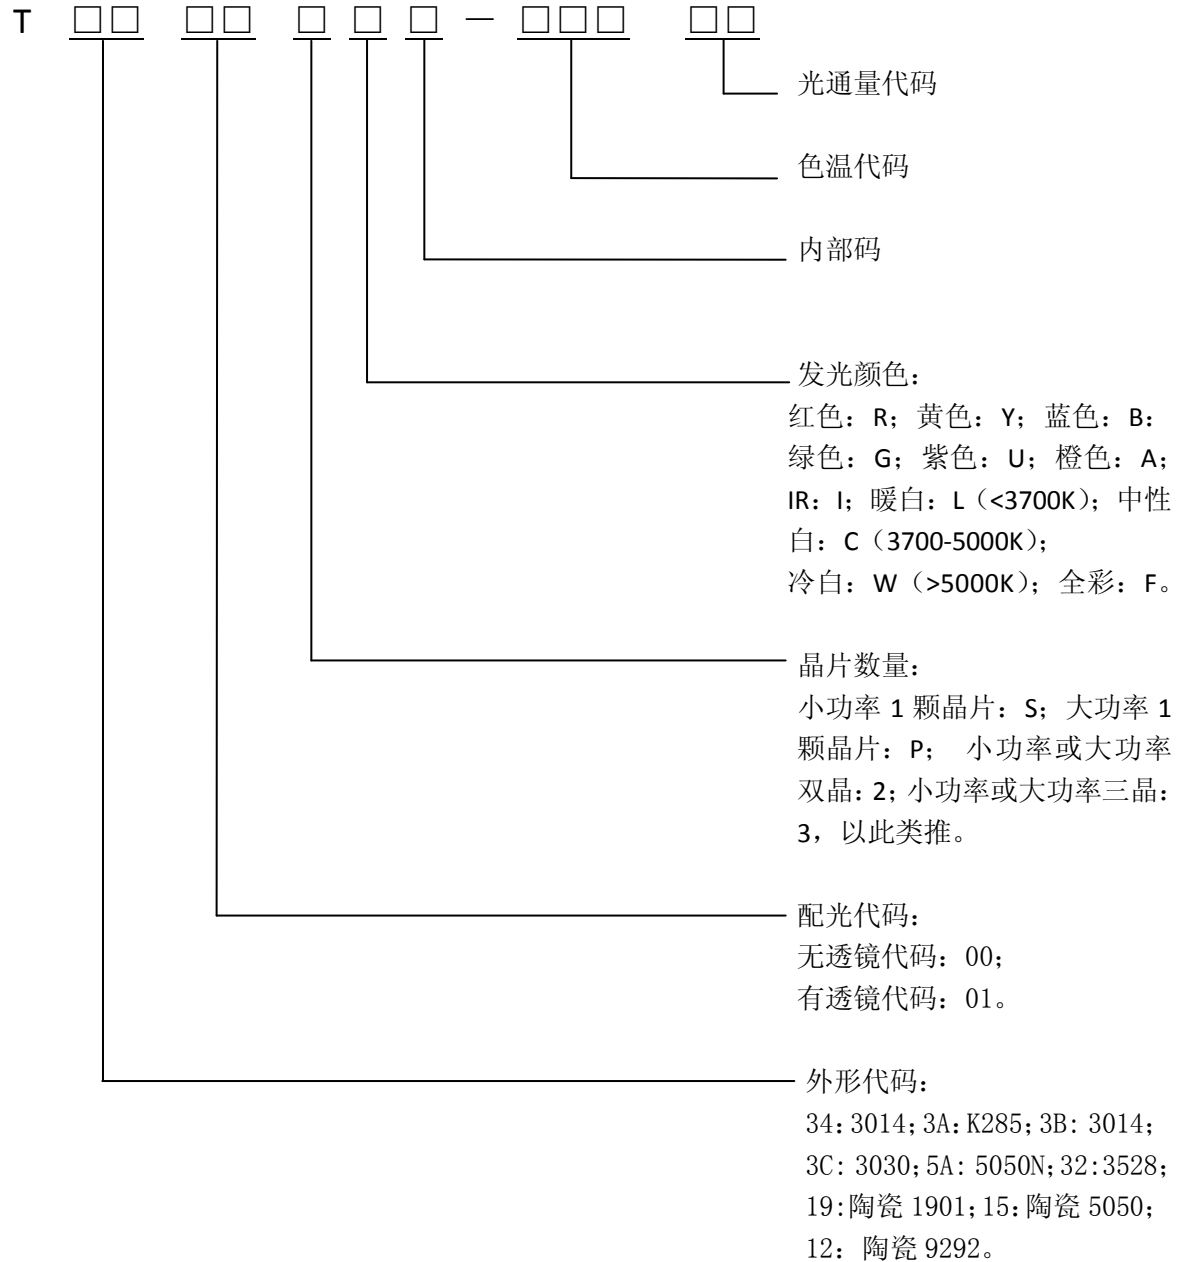 T □□ □□ □ □ □ — □□□ □□
光通量代码
色温代码
内部码
发光颜色：
红色：R；黄色：Y；蓝色：B：
绿色：G；紫色：U；橙色：A；
IR：I；暖白：L（<3700K）；中性
白：C（3700-5000K）；
冷白：W（>5000K）；全彩：F。
晶片数量：
小功率 1 颗晶片：S；大功率 1
颗晶片：P； 小功率或大功率
双晶：2；小功率或大功率三晶：
3，以此类推。
配光代码：
无透镜代码：00；
有透镜代码：01。
外形代码：
34：3014；3A：K285；3B：3014；
3C：3030；5A：5050N；32:3528；
19:陶瓷 1901；15：陶瓷 5050；
12：陶瓷 9292。